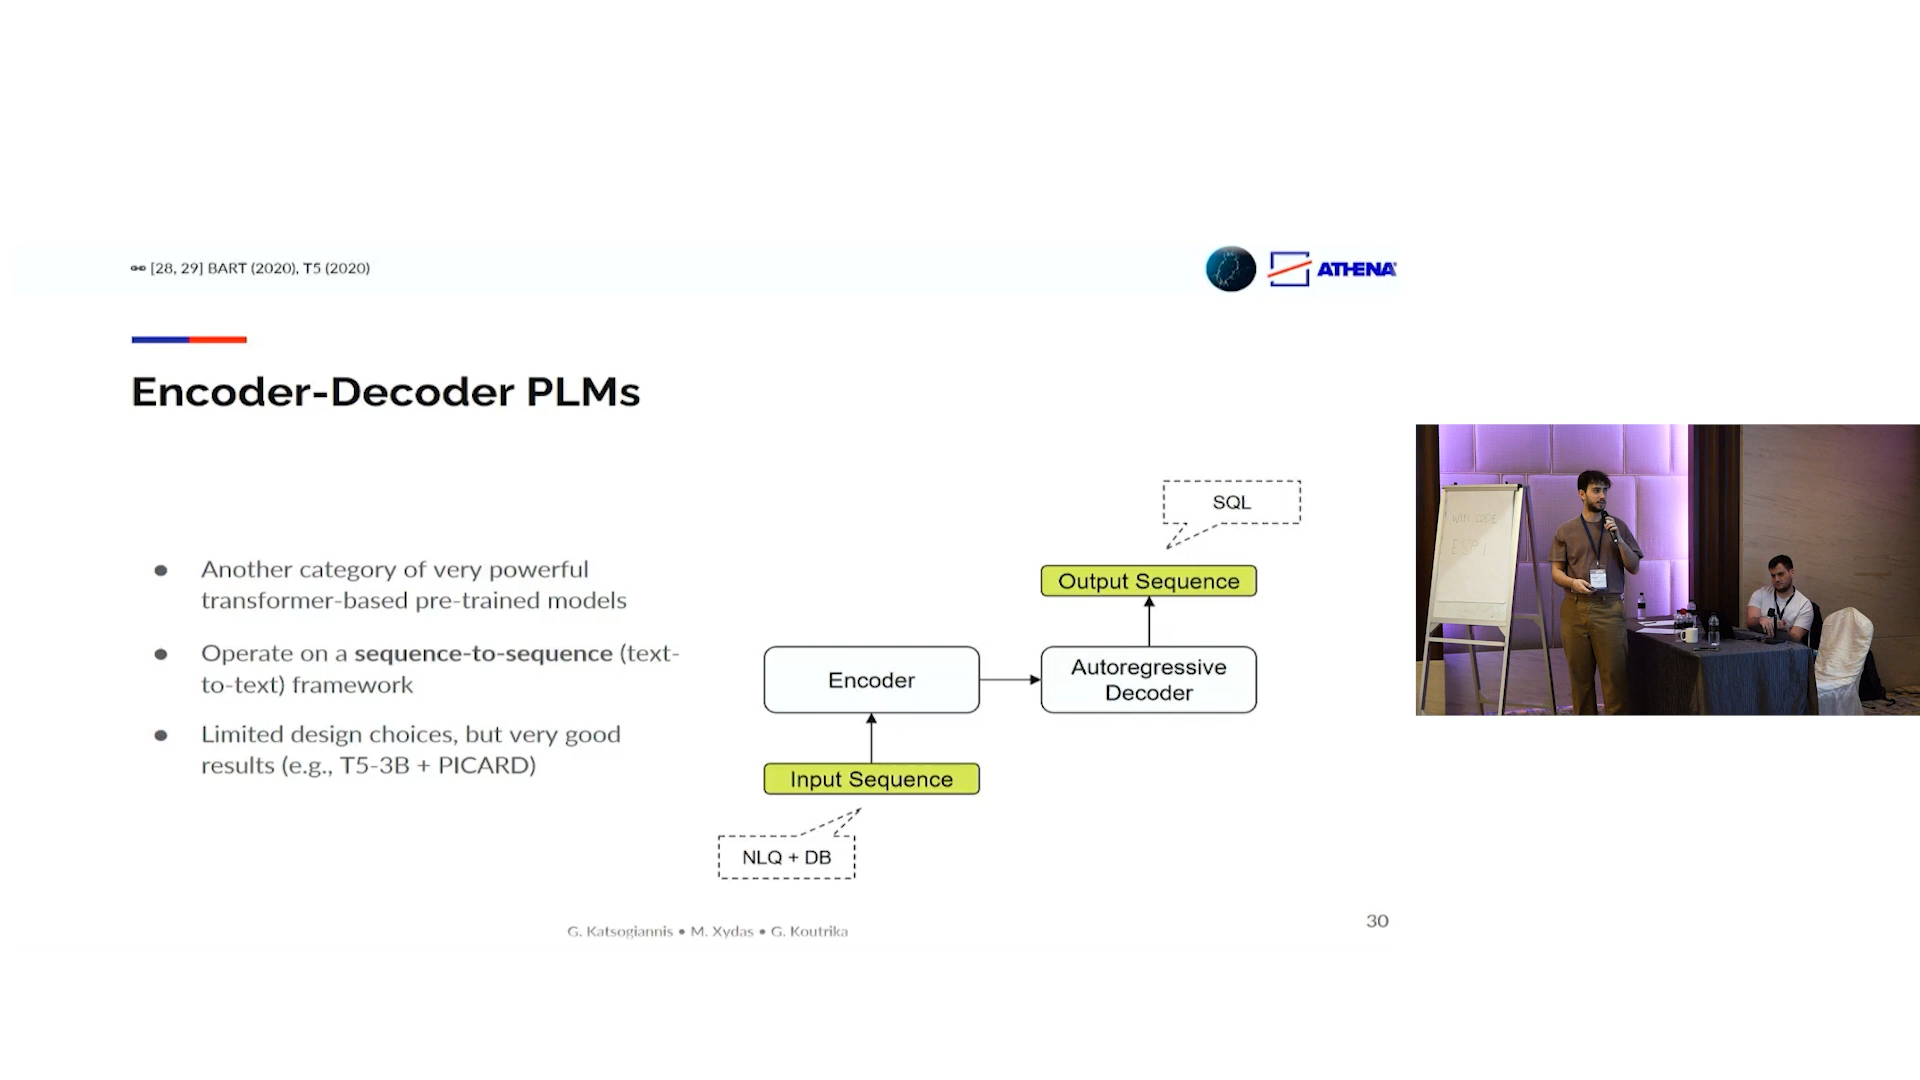 [28, 29] BART (2020), T5 (2020)
ATHENA
Encoder-Decoder PLMs
● Another category of very powerful
transformer-based pre-trained models
● Operate on a sequence-to-sequence (text-
to-text) framework
● Limited design choices, but very good
results (e.g., T5-3B + PICARD)
SQL
Output Sequence
Encoder
Autoregressive
Decoder
Input Sequence
NLQ + DB
G. Katsogiannis ● M. Xydas ● G. Koutrika
30
CODE